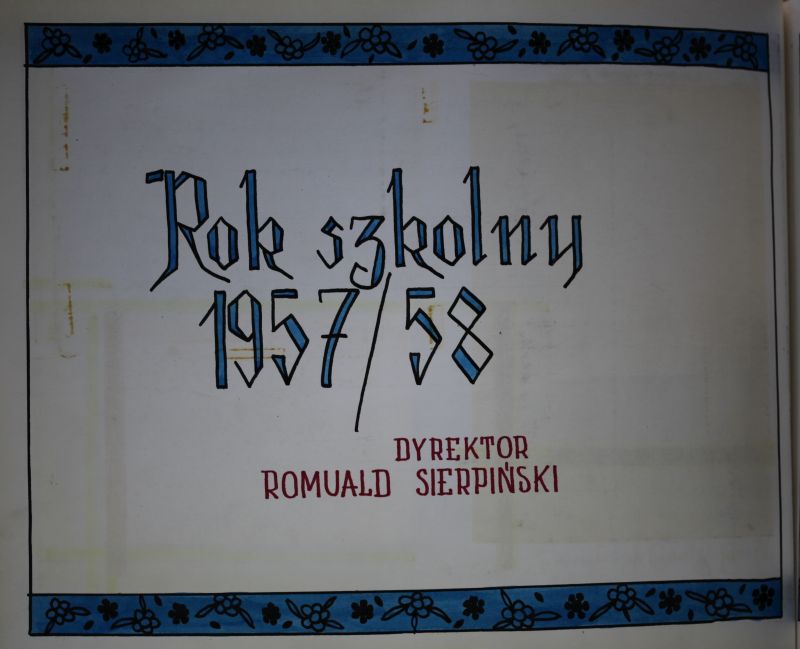 Rok szkolny
1957/58
DYREKTOR
ROMUALD SIERPIŃSKI